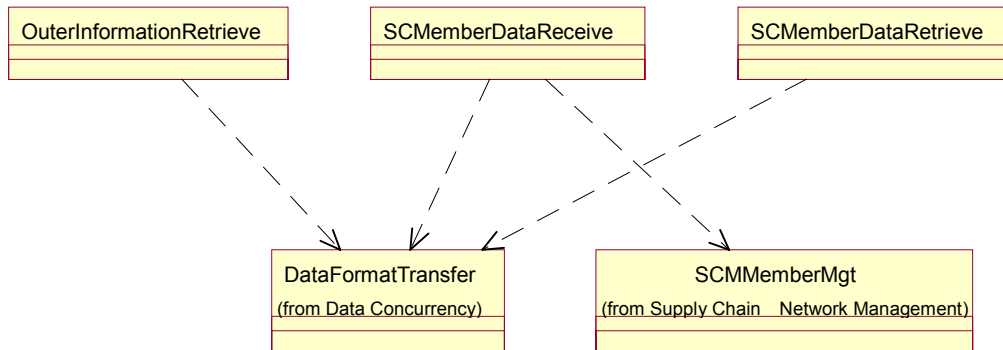 OuterInformationRetrieve
SCMemberDataReceive
SCMemberDataRetrieve
DataFormatTransfer
(from Data Concurrency)
SCMMemberMgt
(from Supply Chain Network Management)